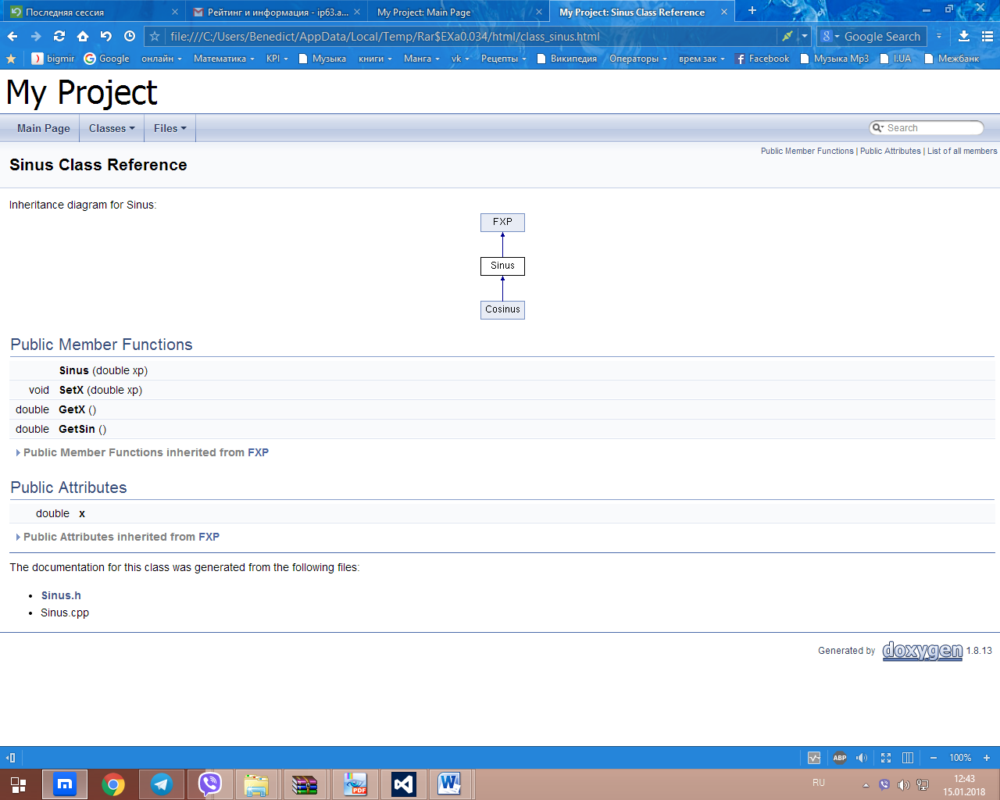 Последняя сессия
Рейтинг и информация - ip63.a...
My Project: Main Page
My Project: Sinus Class Reference
file:///C:/Users/Benedict/AppData/Local/Temp/Rar$EXa0.034/html/class_sinus.html
Google Search
bigmir
Google
онлайн
Математика
KPI
Музыка
книги
Манга
vk
Рецепты
Википедия
Операторы
врем зак
Facebook
Музыка Mp3
I.UA
Межбанк
My Project
Main Page
Classes
Files
Search
Public Member Functions | Public Attributes | List of all members
Sinus Class Reference
Inheritance diagram for Sinus:
FXP
Sinus
Cosinus
Public Member Functions
Sinus (double xp)
void SetX (double xp)
double GetX ()
double GetSin ()
Public Member Functions inherited from FXP
Public Attributes
double x
Public Attributes inherited from FXP
The documentation for this class was generated from the following files:
• Sinus.h
• Sinus.cpp
Generated by doxygen 1.8.13
ABP
100%
PDF
RU
12:43
15.01.2018